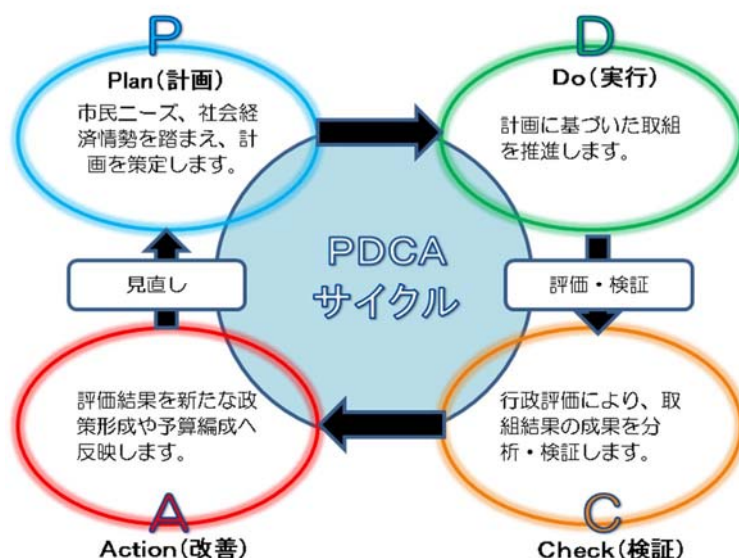 P
Plan(計画)
市民ニーズ、社会経
済情勢を踏まえ、計
画を策定します。
D
Do(実行)
計画に基づいた取組
を推進します。
PDCA
サイクル
見直し
評価・検証
評価結果を新たな政
策形成や予算編成へ
反映します。
A
Action(改善)
行政評価により、取
組結果の成果を分
析・検証します。
C
Check(検証)